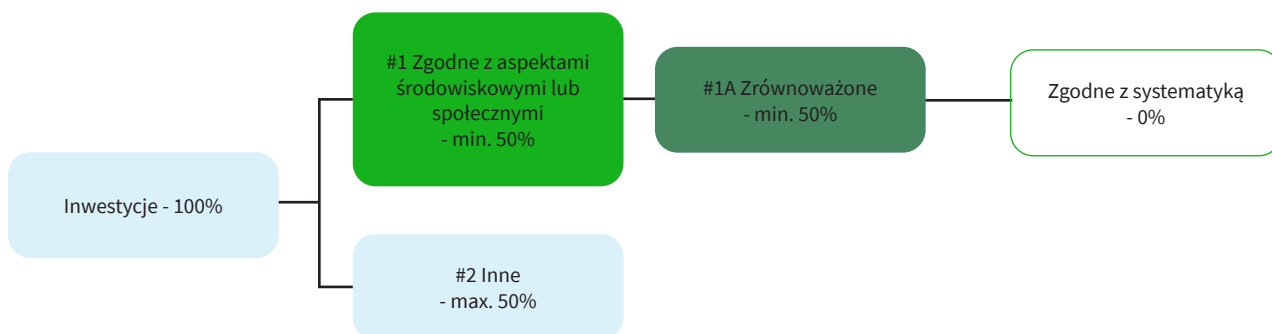 #1 Zgodne z aspektami
środowiskowymi lub
społecznymi
- min. 50%
#1A Zrównoważone
- min. 50%
Zgodne z systematyką
- 0%
Inwestycje - 100%
#2 Inne
- max. 50%